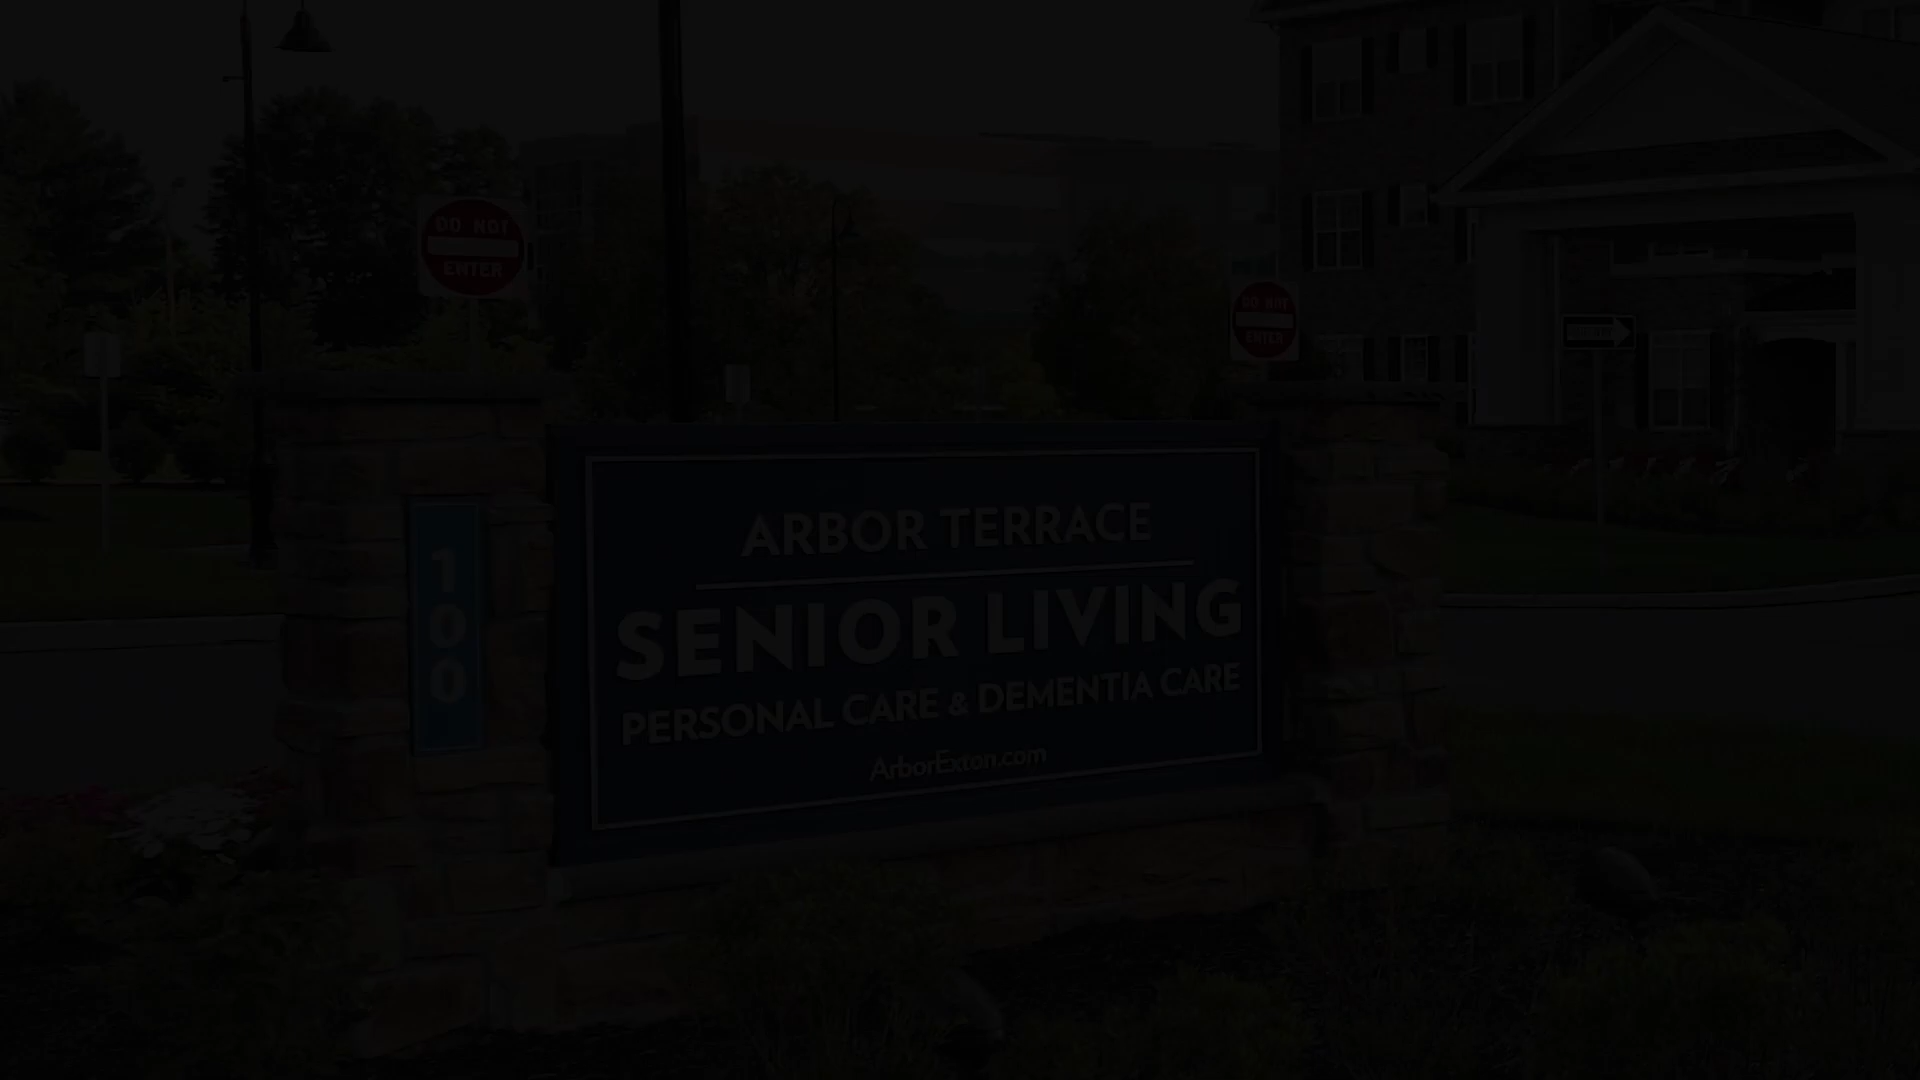 DO NOT
ENTER
DO NOT
ENTER
100
ARBOR TERRACE
SENIOR LIVING
PERSONAL CARE & DEMENTIA CARE
ArborExton.com